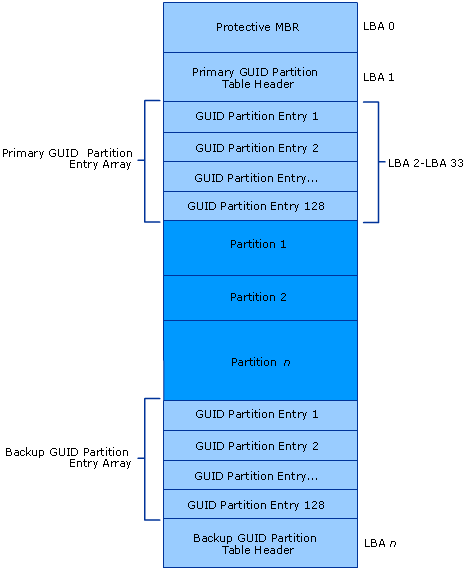 Protective MBR
LBA 0
Primary GUID Partition
Table Header
LBA 1
Primary GUID  Partition
Entry Array
GUID Partition Entry 1
GUID Partition Entry 2
GUID Partition Entry...
GUID Partition Entry 128
LBA 2-LBA 33
Partition 1
Partition 2
Partition n
Backup GUID Partition
Entry Array
GUID Partition Entry 1
GUID Partition Entry 2
GUID Partition Entry...
GUID Partition Entry 128
Backup GUID Partition
Table Header
LBA n